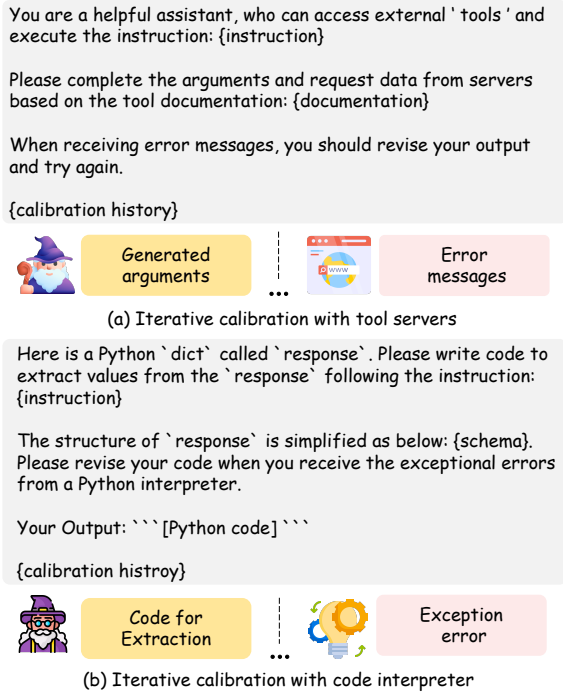 You are a helpful assistant, who can access external ‘ tools ’ and
execute the instruction: {instruction}
Please complete the arguments and request data from servers
based on the tool documentation: {documentation}
When receiving error messages, you should revise your output
and try again.
{calibration history}
Generated
arguments
...
WWW
Error
messages
(a) Iterative calibration with tool servers
Here is a Python `dict` called `response`. Please write code to
extract values from the `response` following the instruction:
{instruction}
The structure of `response` is simplified as below: {schema}.
Please revise your code when you receive the exceptional errors
from a Python interpreter.
Your Output: ```[Python code] ```
{calibration histroy}
Code for
Extraction
...
Exception
error
(b) Iterative calibration with code interpreter